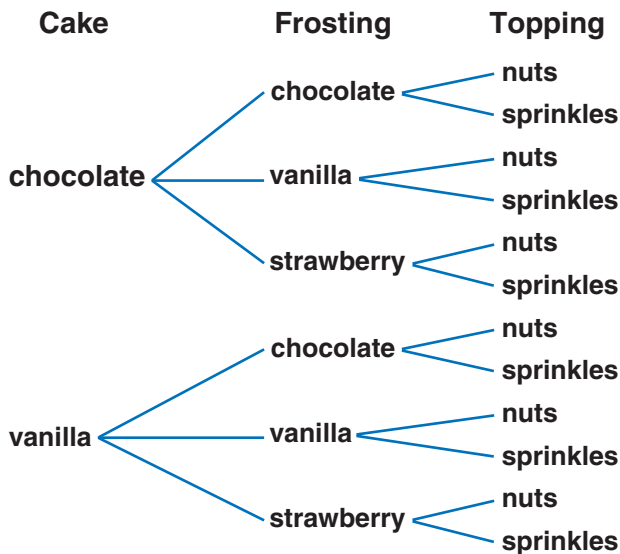 Cake Frosting Topping
nuts
chocolate
sprinkles
nuts
chocolate vanilla
sprinkles
nuts
strawberry
sprinkles
nuts
chocolate
sprinkles
nuts
vanilla vanilla
sprinkles
nuts
strawberry
sprinkles